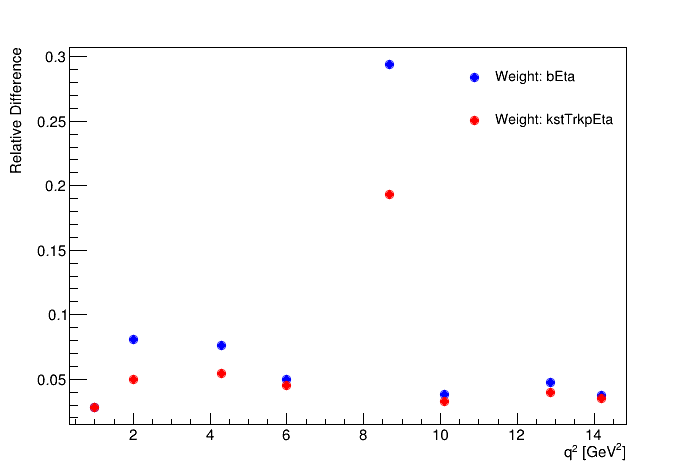 Relative Difference
0.3
0.25
0.2
0.15
0.1
0.05
Weight: bEta
Weight: kstTrkpEta
2 4 6 8 10 12 14
q² [GeV²]